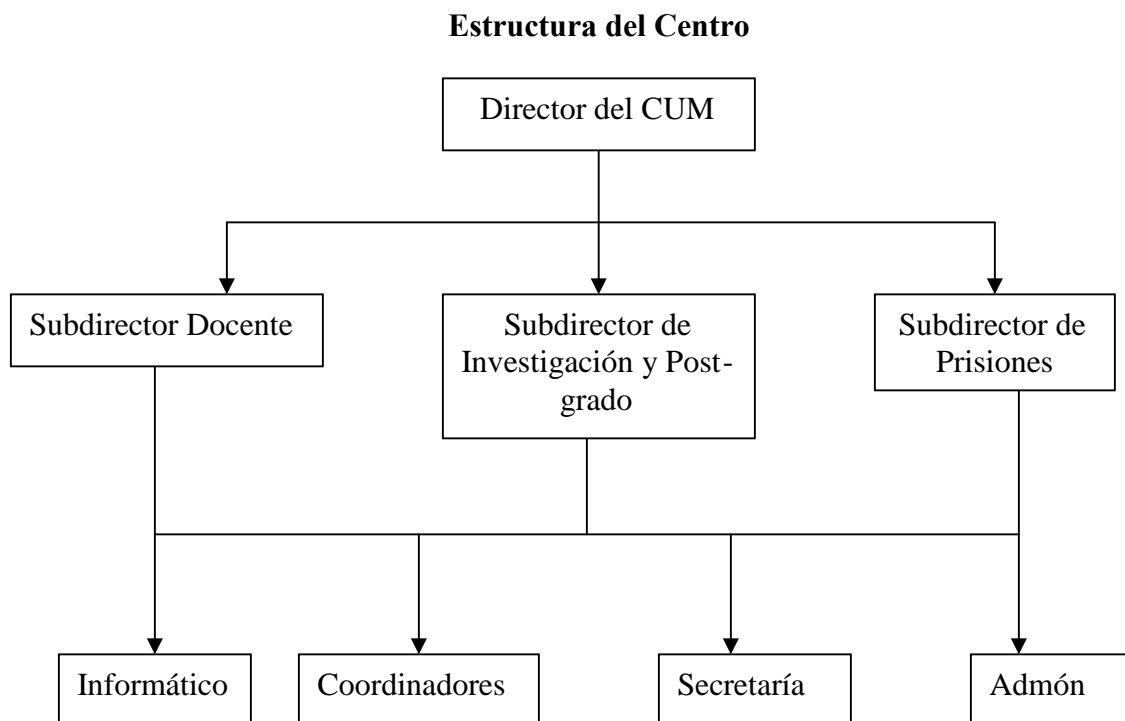 Estructura del Centro
Director del CUM
Subdirector Docente
Subdirector de
Investigación y Post-
grado
Subdirector de
Prisiones
Informático
Coordinadores
Secretaría
Admón